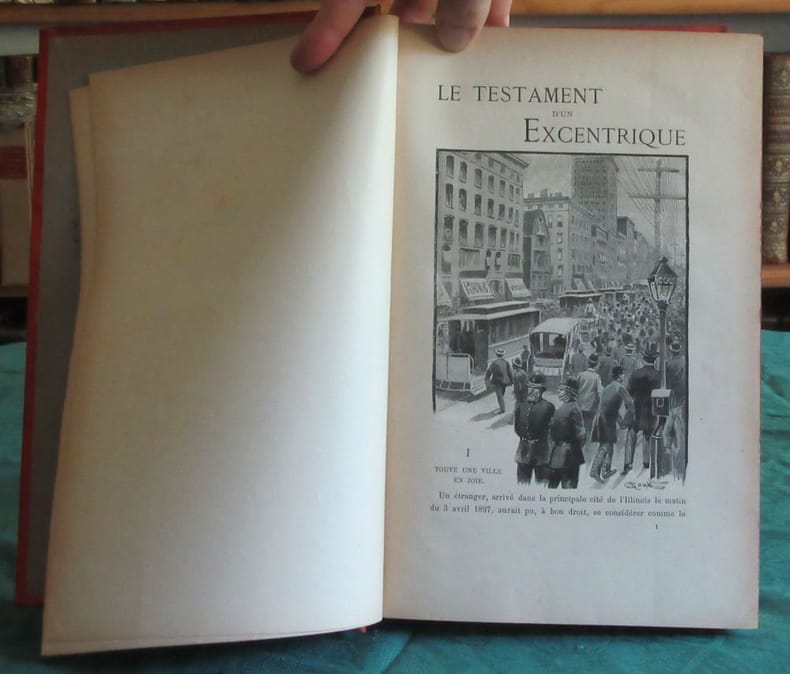 LE TESTAMENT
D'UN
EXCENTRIQUE
I
TOUTE UNE VILLE
EN JOIE.
Un étranger, arrivé dans la principale cité de l'Illinois le matin
du 3 avril 1897, aurait pu, à bon droit, se considérer comme le
1